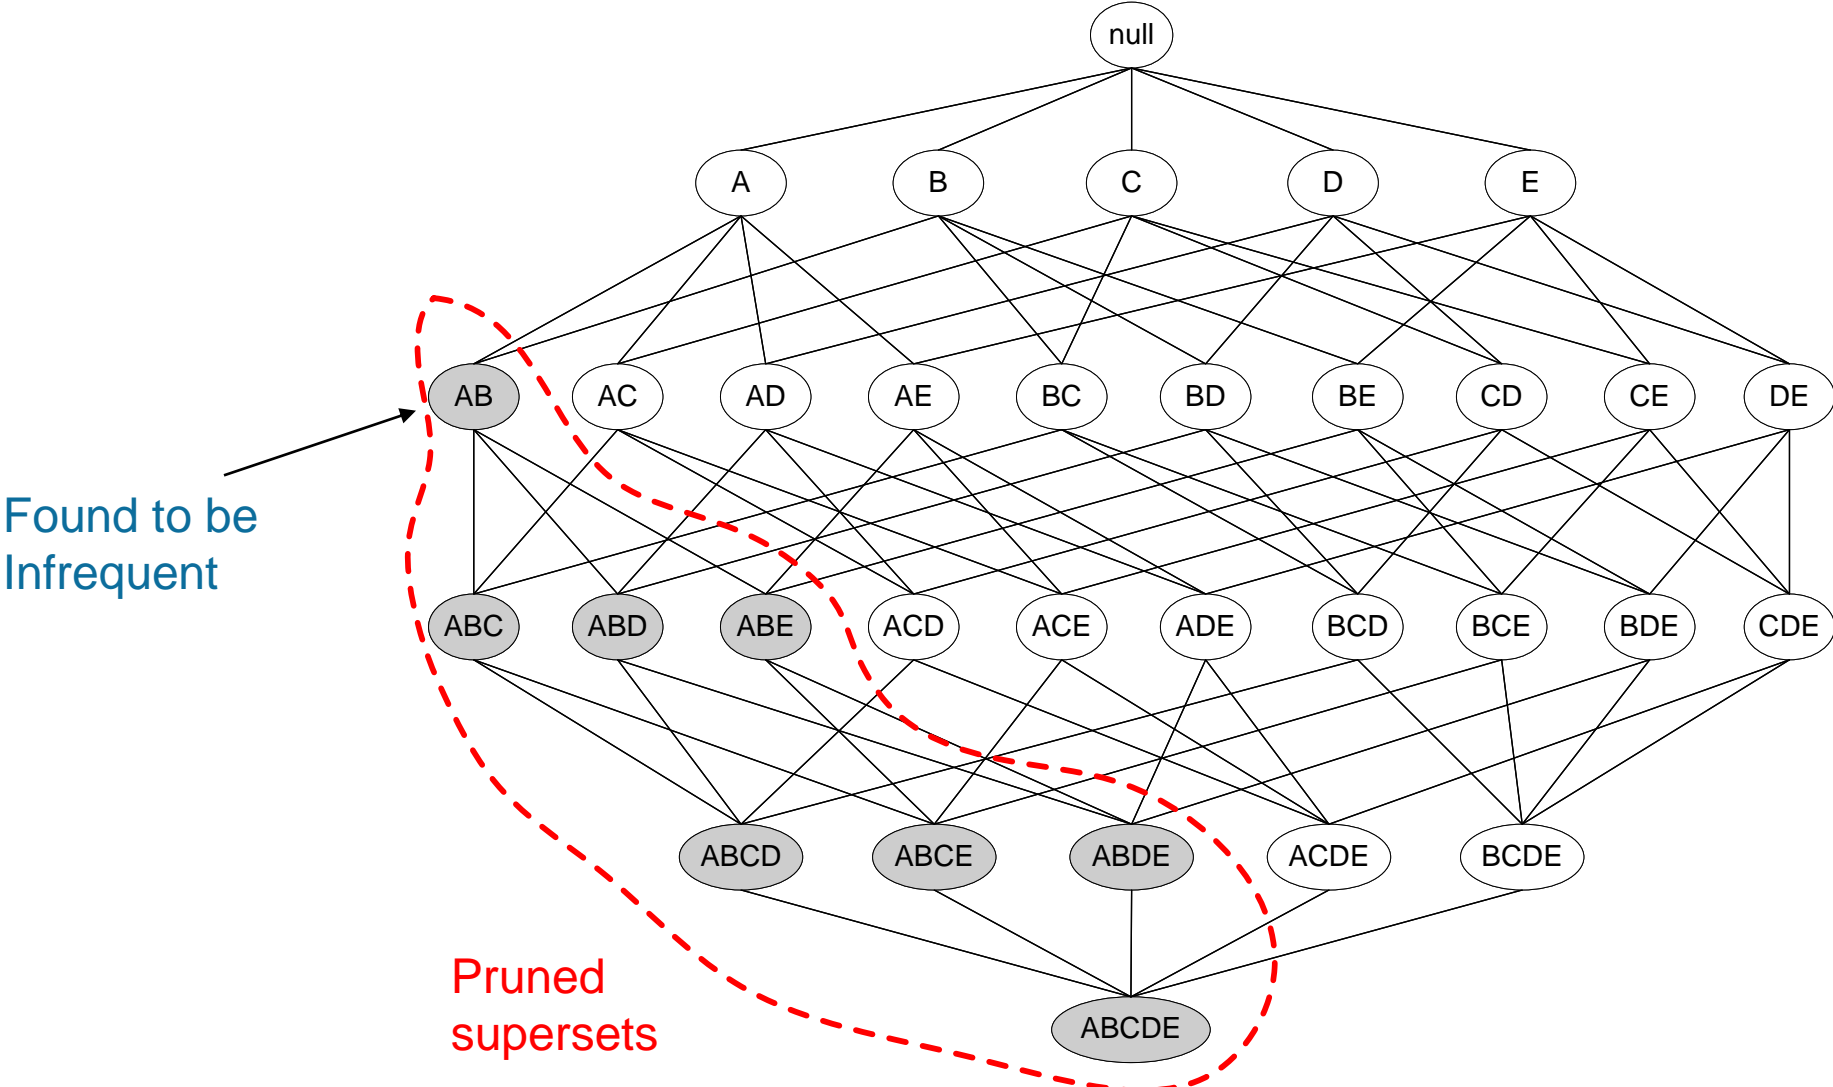 null
A B C D E
AB AC AD AE BC BD BE CD CE DE
Found to be
Infrequent
ABC ABD ABE ACD ACE ADE BCD BCE BDE CDE
ABCD ABCE ABDE ACDE BCDE
Pruned
supersets
ABCDE